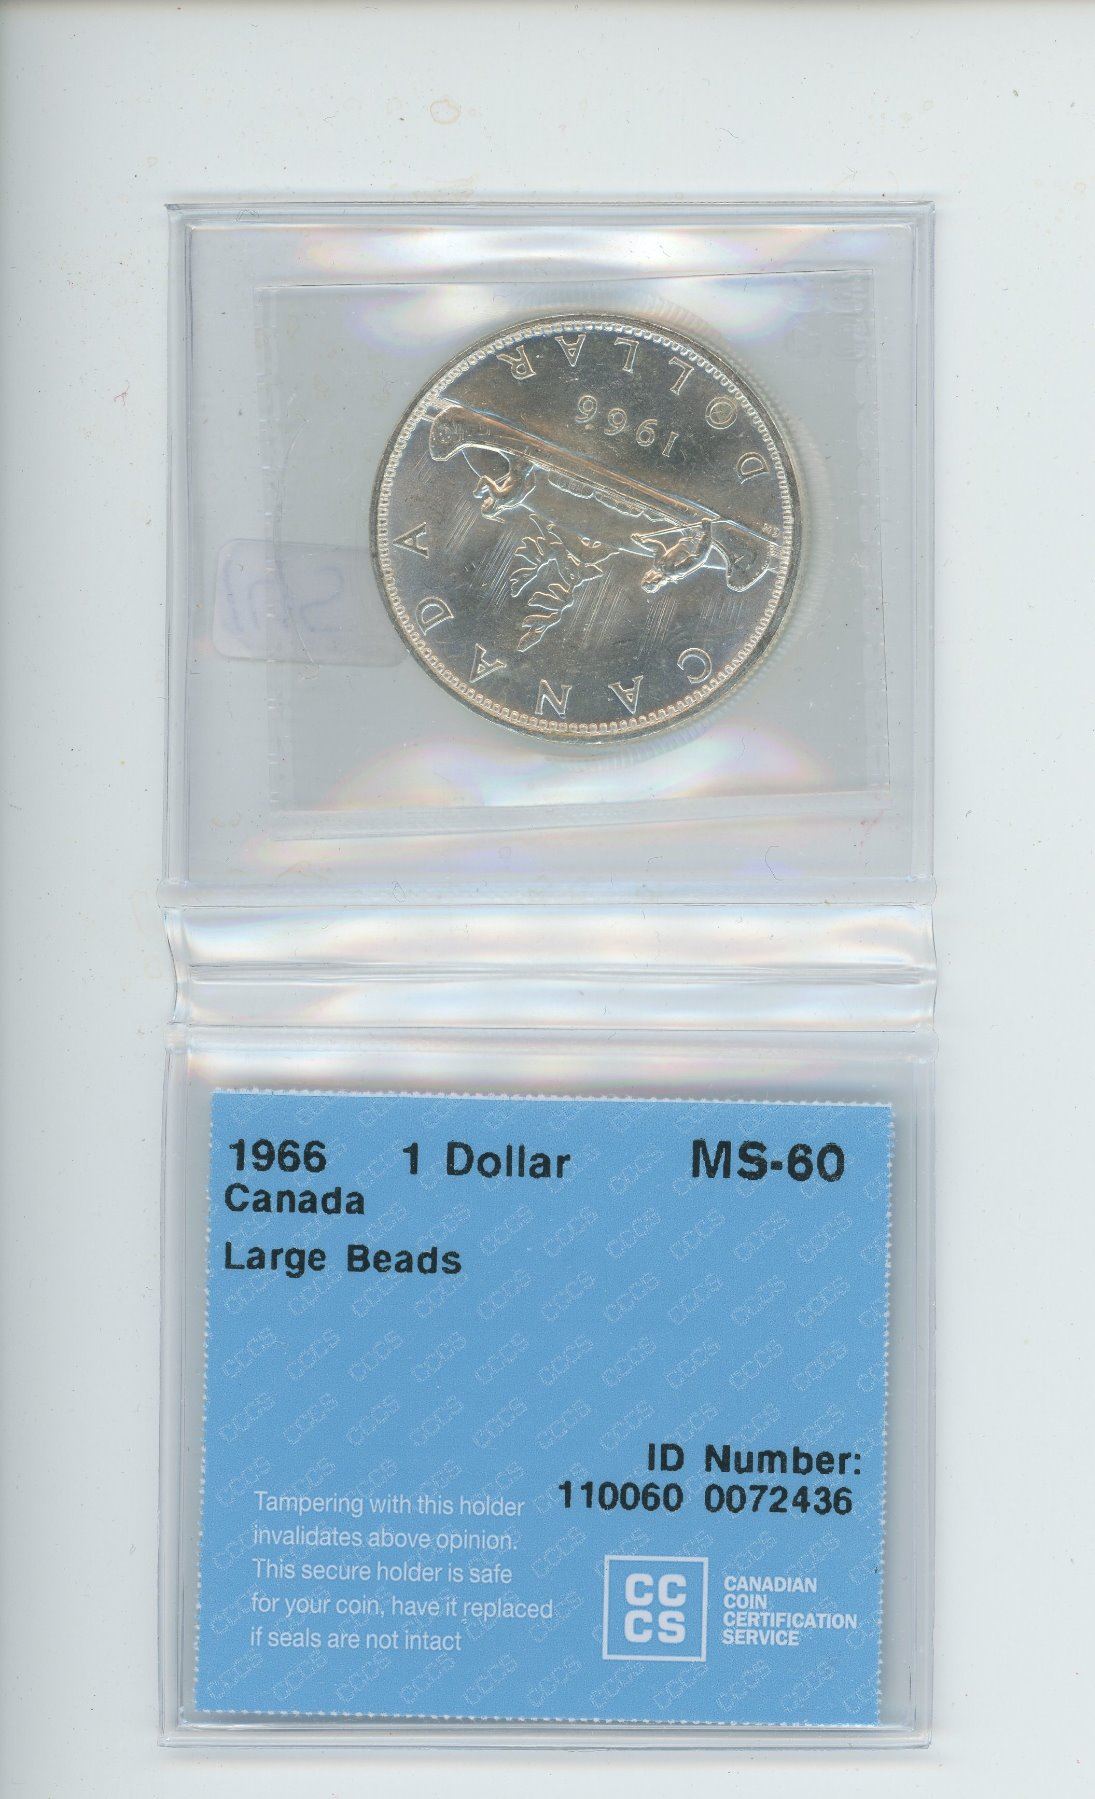 CANADA
1966
DOLLAR
1966 1 Dollar MS-60
Canada
Large Beads
ID Number:
110060 0072436
Tampering with this holder
invalidates above opinion.
This secure holder is safe
for your coin, have it replaced
if seals are not intact
CC
CS
CANADIAN
COIN
CERTIFICATION
SERVICE